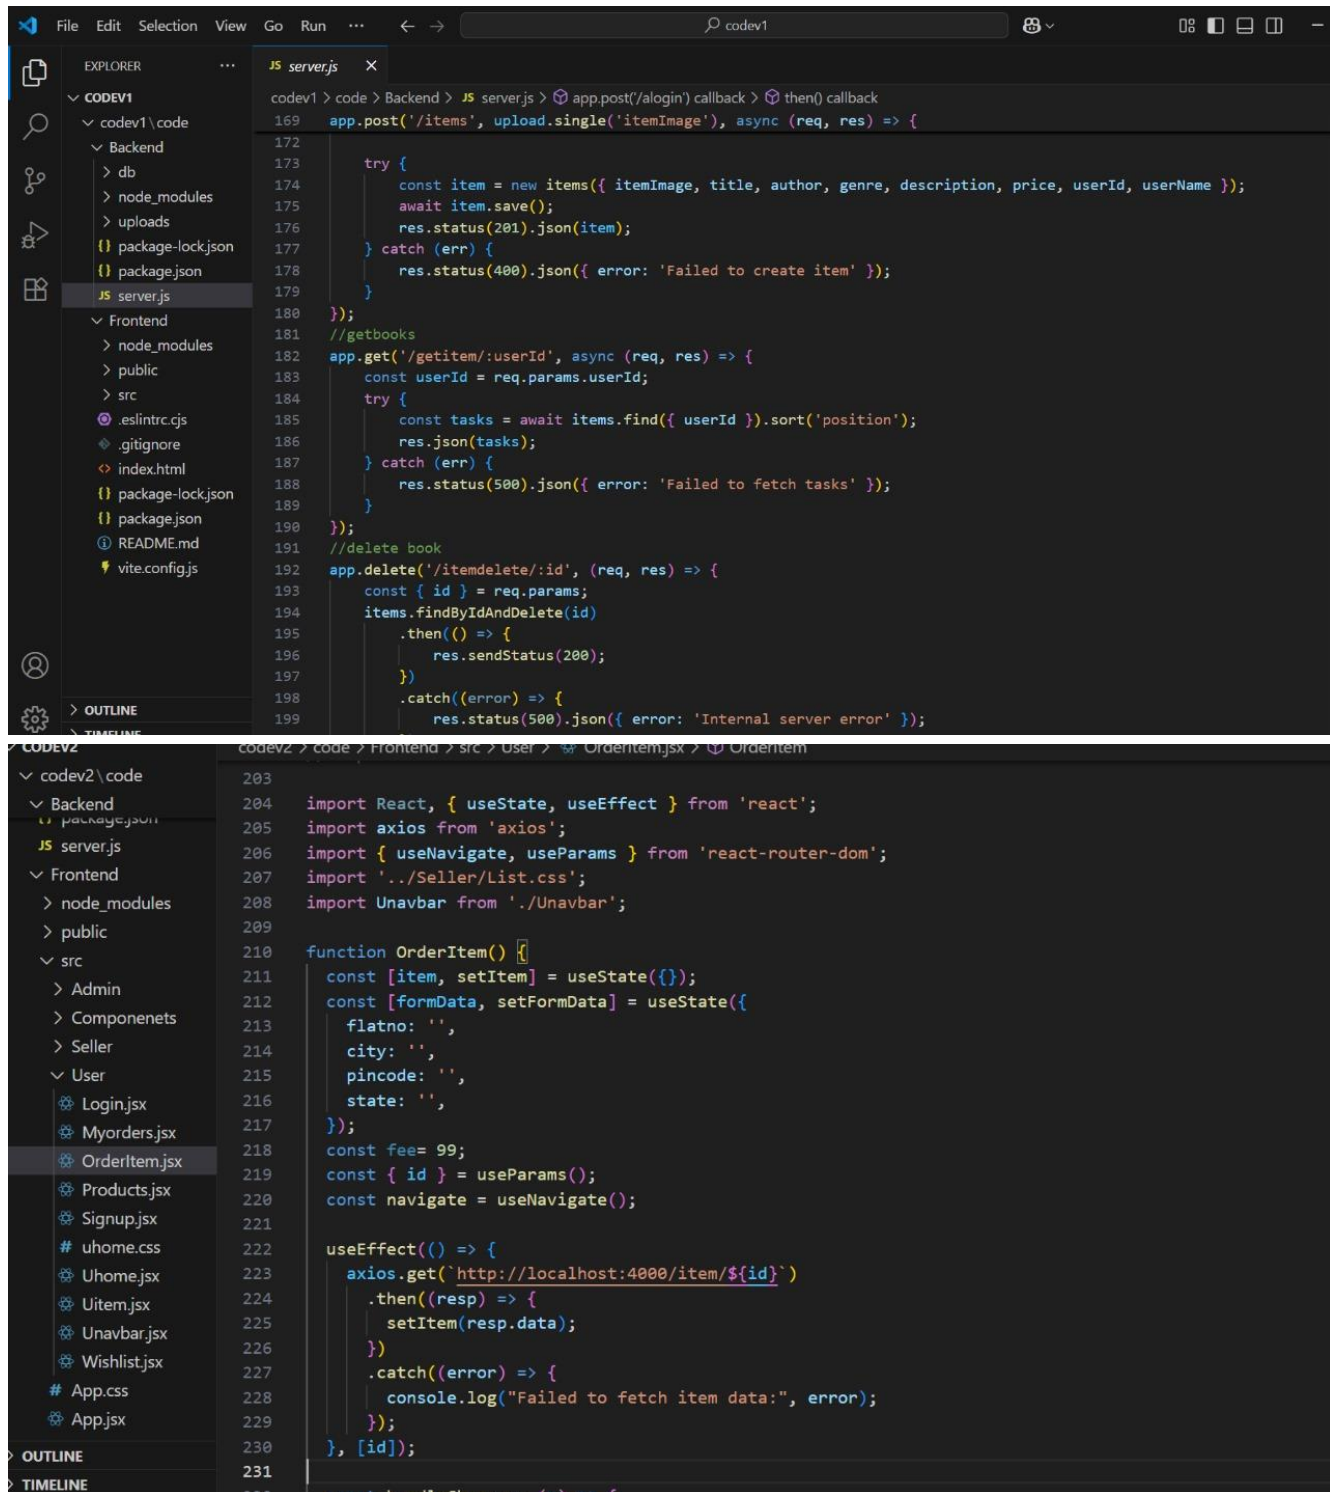 File Edit Selection View Go Run ··· codev1
EXPLORER ···
CODEV1
codev1\code
Backend
db
node_modules
uploads
{} package-lock.json
{} package.json
JS server.js
Frontend
node_modules
public
src
.eslintrc.cjs
.gitignore
<> index.html
{} package-lock.json
{} package.json
README.md
vite.config.js
OUTLINE
TIMELINE
JS server.js
codev1 > code > Backend > JS server.js > app.post('/alogin') callback > then() callback
169 app.post('/items', upload.single('itemImage'), async (req, res) => {
172
173 try {
174 const item = new items({ itemImage, title, author, genre, description, price, userId, userName });
175 await item.save();
176 res.status(201).json(item);
177 } catch (err) {
178 res.status(400).json({ error: 'Failed to create item' });
179 }
180 });
181 //getbooks
182 app.get('/getitem/:userId', async (req, res) => {
183 const userId = req.params.userId;
184 try {
185 const tasks = await items.find({ userId }).sort('position');
186 res.json(tasks);
187 } catch (err) {
188 res.status(500).json({ error: 'Failed to fetch tasks' });
189 }
190 });
191 //delete book
192 app.delete('/itemdelete/:id', (req, res) => {
193 const { id } = req.params;
194 items.findByIdAndDelete(id)
195 .then(() => {
196 res.sendStatus(200);
197 })
198 .catch((error) => {
199 res.status(500).json({ error: 'Internal server error' });
CODEV2
codev2\code
Backend
{} package.json
JS server.js
Frontend
node_modules
public
src
Admin
Componenets
Seller
User
Login.jsx
Myorders.jsx
OrderItem.jsx
Products.jsx
Signup.jsx
# uhome.css
Uhome.jsx
Uitem.jsx
Unavbar.jsx
Wishlist.jsx
# App.css
App.jsx
OUTLINE
TIMELINE
codev2 > code > Frontend > src > User > OrderItem.jsx > OrderItem
203
204 import React, { useState, useEffect } from 'react';
205 import axios from 'axios';
206 import { useNavigate, useParams } from 'react-router-dom';
207 import '../Seller/List.css';
208 import Unavbar from './Unavbar';
209
210 function OrderItem() {
211 const [item, setItem] = useState({});
212 const [formData, setFormData] = useState({
213 flatno: '',
214 city: '',
215 pincode: '',
216 state: '',
217 });
218 const fee= 99;
219 const { id } = useParams();
220 const navigate = useNavigate();
221
222 useEffect(() => {
223 axios.get(`http://localhost:4000/item/${id}`)
224 .then((resp) => {
225 setItem(resp.data);
226 })
227 .catch((error) => {
228 console.log("Failed to fetch item data:", error);
229 });
230 }, [id]);
231